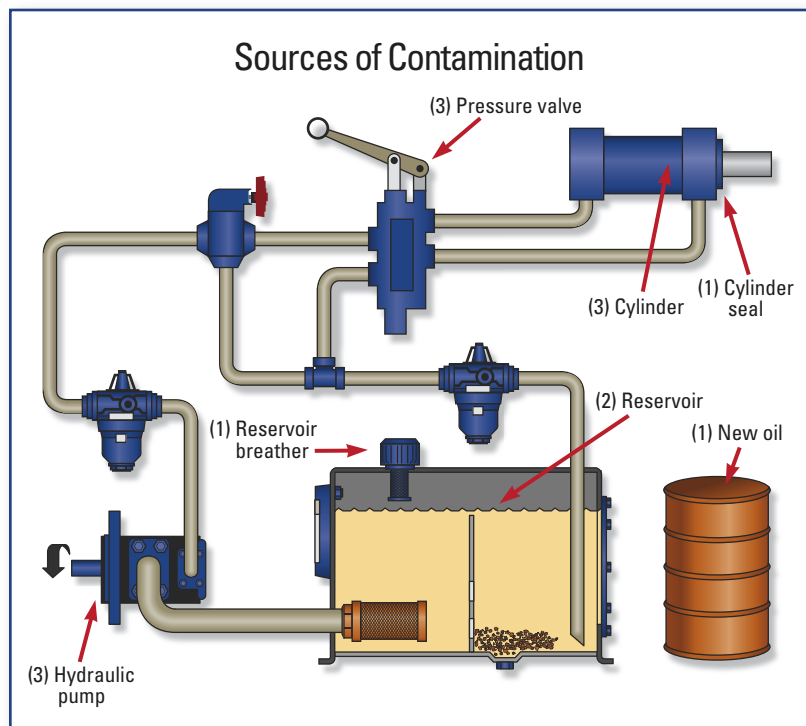 Sources of Contamination
(3) Pressure valve
(3) Cylinder
(1) Cylinder
seal
(2) Reservoir
(1) Reservoir
breather
(1) New oil
(3) Hydraulic
pump